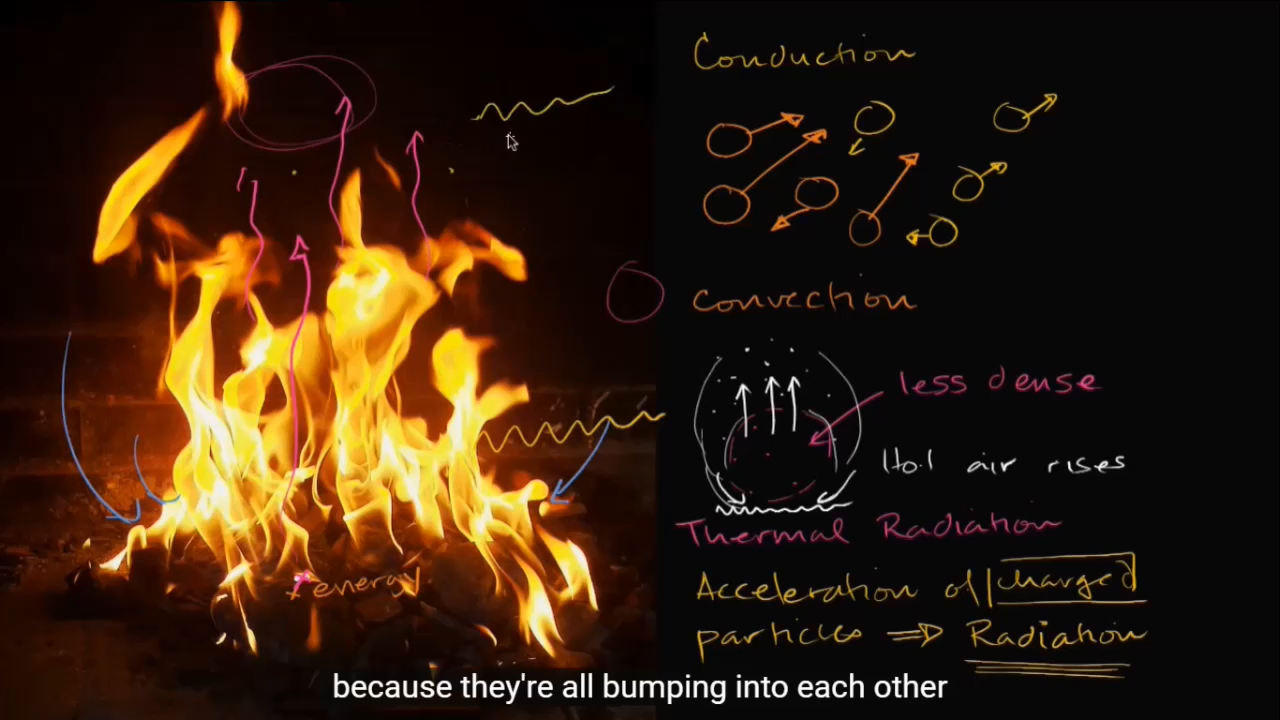 Conduction
Convection
less dense
Hot air rises
Thermal Radiation
Acceleration of charged
particles => Radiation
↑ energy
because they're all bumping into each other